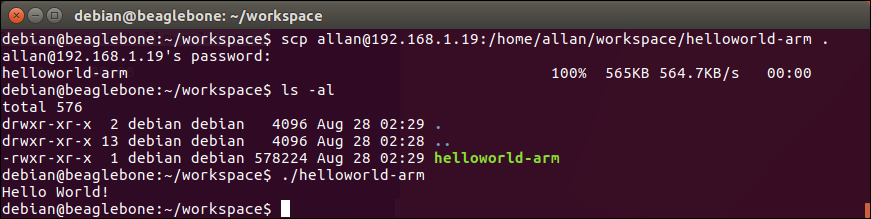 debian@beaglebone: ~/workspace
debian@beaglebone:~/workspace$ scp allan@192.168.1.19:/home/allan/workspace/helloworld-arm .
allan@192.168.1.19's password:
helloworld-arm 100% 565KB 564.7KB/s 00:00
debian@beaglebone:~/workspace$ ls -al
total 576
drwxr-xr-x 2 debian debian 4096 Aug 28 02:29 .
drwxr-xr-x 13 debian debian 4096 Aug 28 02:28 ..
-rwxr-xr-x 1 debian debian 578224 Aug 28 02:29 helloworld-arm
debian@beaglebone:~/workspace$ ./helloworld-arm
Hello World!
debian@beaglebone:~/workspace$